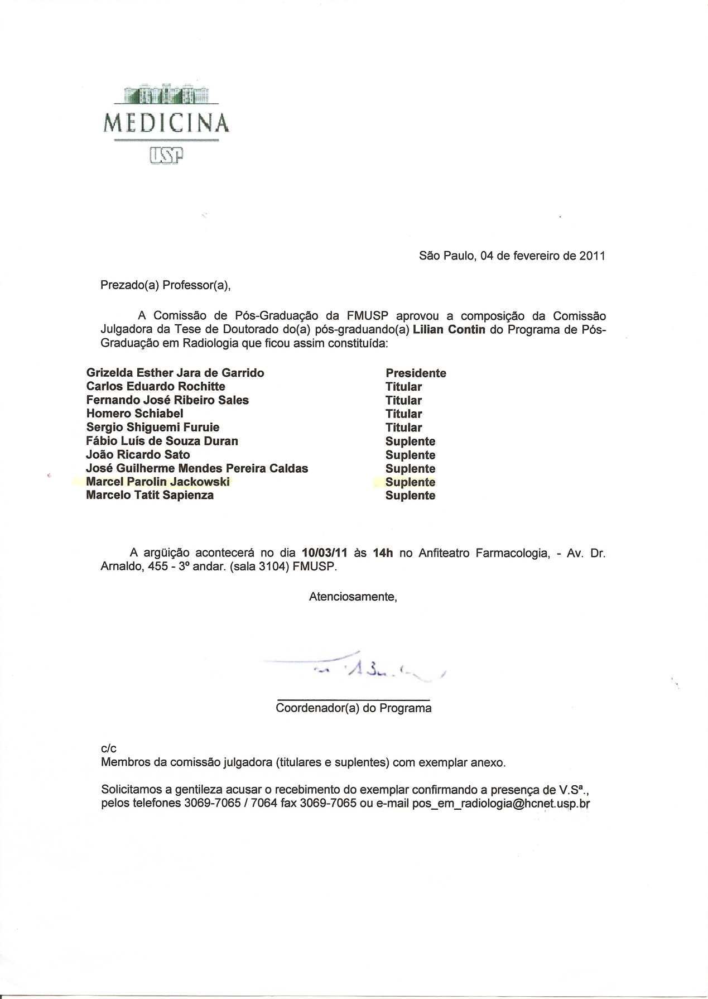 MEDICINA
USP
São Paulo, 04 de fevereiro de 2011
Prezado(a) Professor(a),
A Comissão de Pós-Graduação da FMUSP aprovou a composição da Comissão
Julgadora da Tese de Doutorado do(a) pós-graduando(a) Lilian Contin do Programa de Pós-
Graduação em Radiologia que ficou assim constituída:
Grizelda Esther Jara de Garrido Presidente
Carlos Eduardo Rochitte Titular
Fernando José Ribeiro Sales Titular
Homero Schiabel Titular
Sergio Shiguemi Furuie Titular
Fábio Luís de Souza Duran Suplente
João Ricardo Sato Suplente
José Guilherme Mendes Pereira Caldas Suplente
Marcel Parolin Jackowski Suplente
Marcelo Tatit Sapienza Suplente
A argüição acontecerá no dia 10/03/11 às 14h no Anfiteatro Farmacologia, - Av. Dr.
Arnaldo, 455 - 3º andar. (sala 3104) FMUSP.
Atenciosamente,
Coordenador(a) do Programa
c/c
Membros da comissão julgadora (titulares e suplentes) com exemplar anexo.
Solicitamos a gentileza acusar o recebimento do exemplar confirmando a presença de V.Sª.,
pelos telefones 3069-7065 / 7064 fax 3069-7065 ou e-mail pos_em_radiologia@hcnet.usp.br